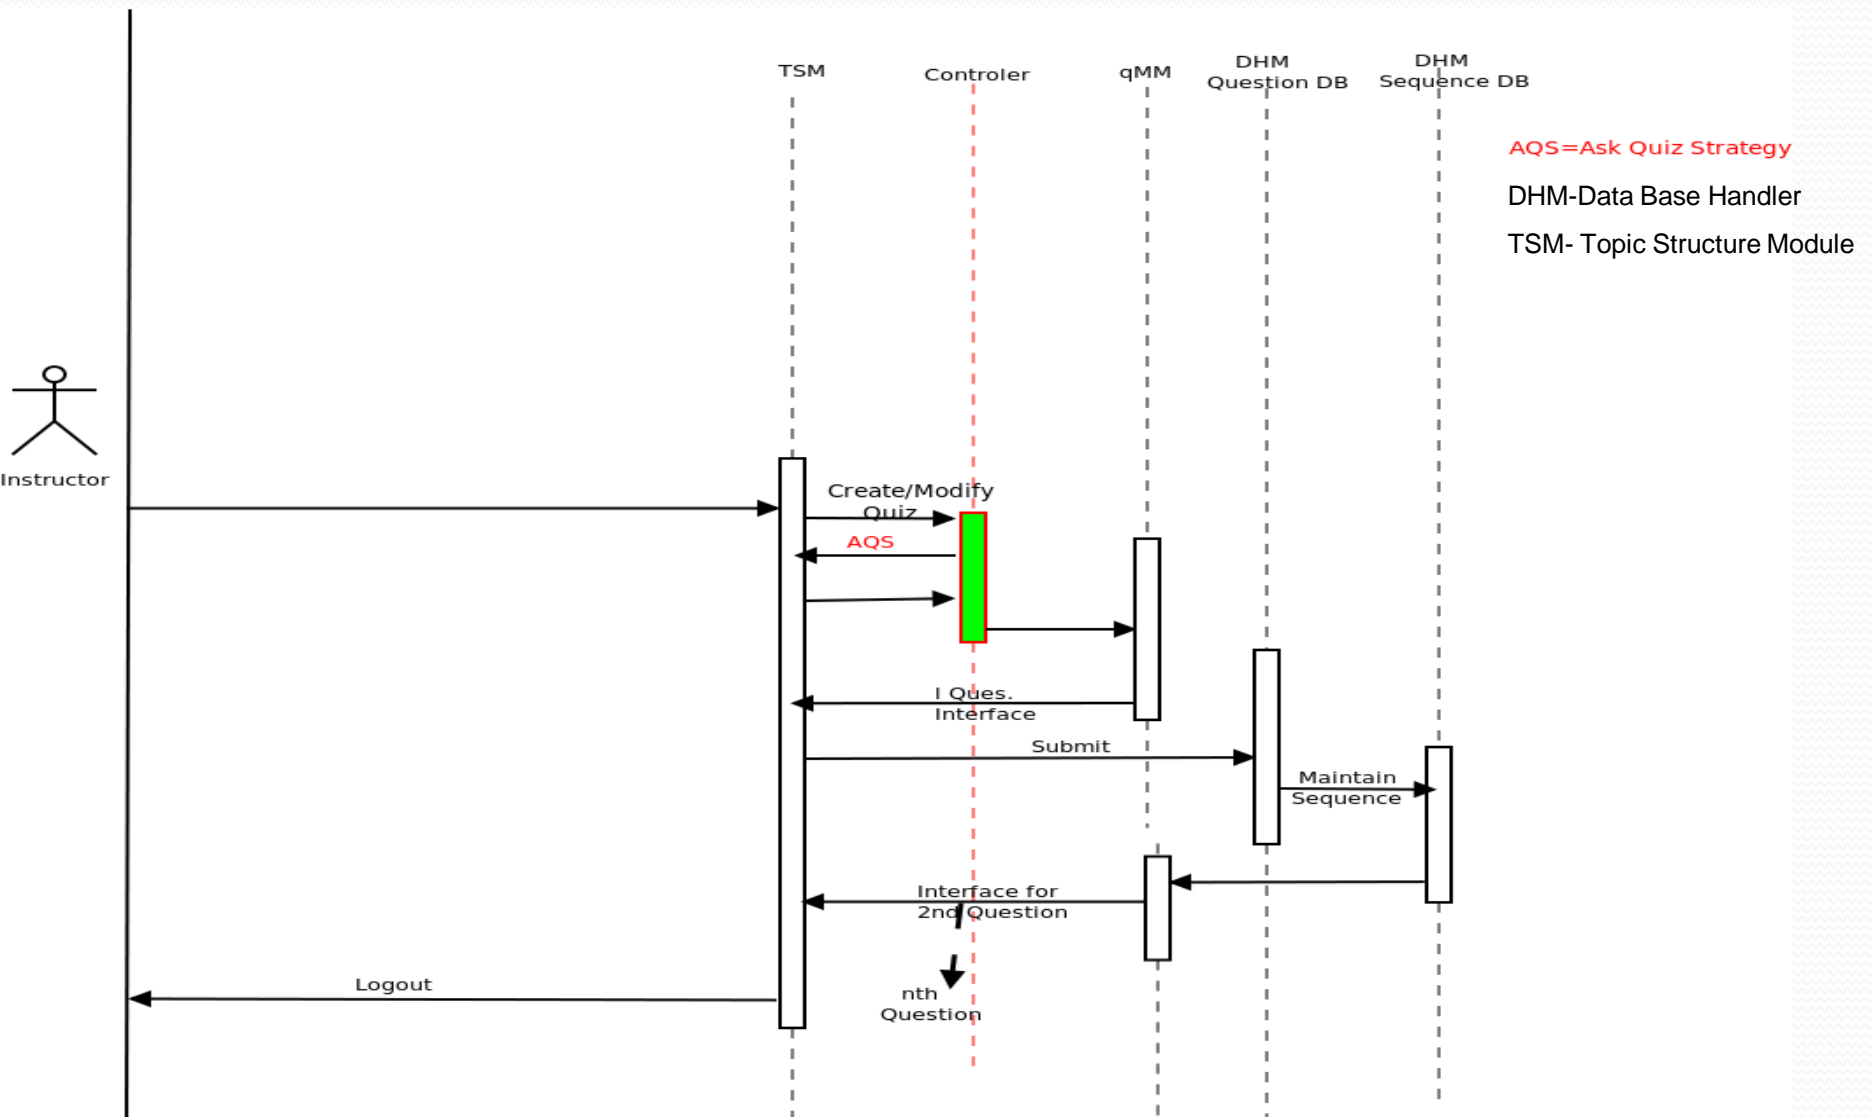 TSM
Controler
qMM
DHM
Question DB
DHM
Sequence DB
AQS=Ask Quiz Strategy
DHM-Data Base Handler
TSM- Topic Structure Module
Instructor
Create/Modify
Quiz
AQS
I Ques.
Interface
Submit
Maintain
Sequence
Interface for
2nd Question
Logout
nth
Question